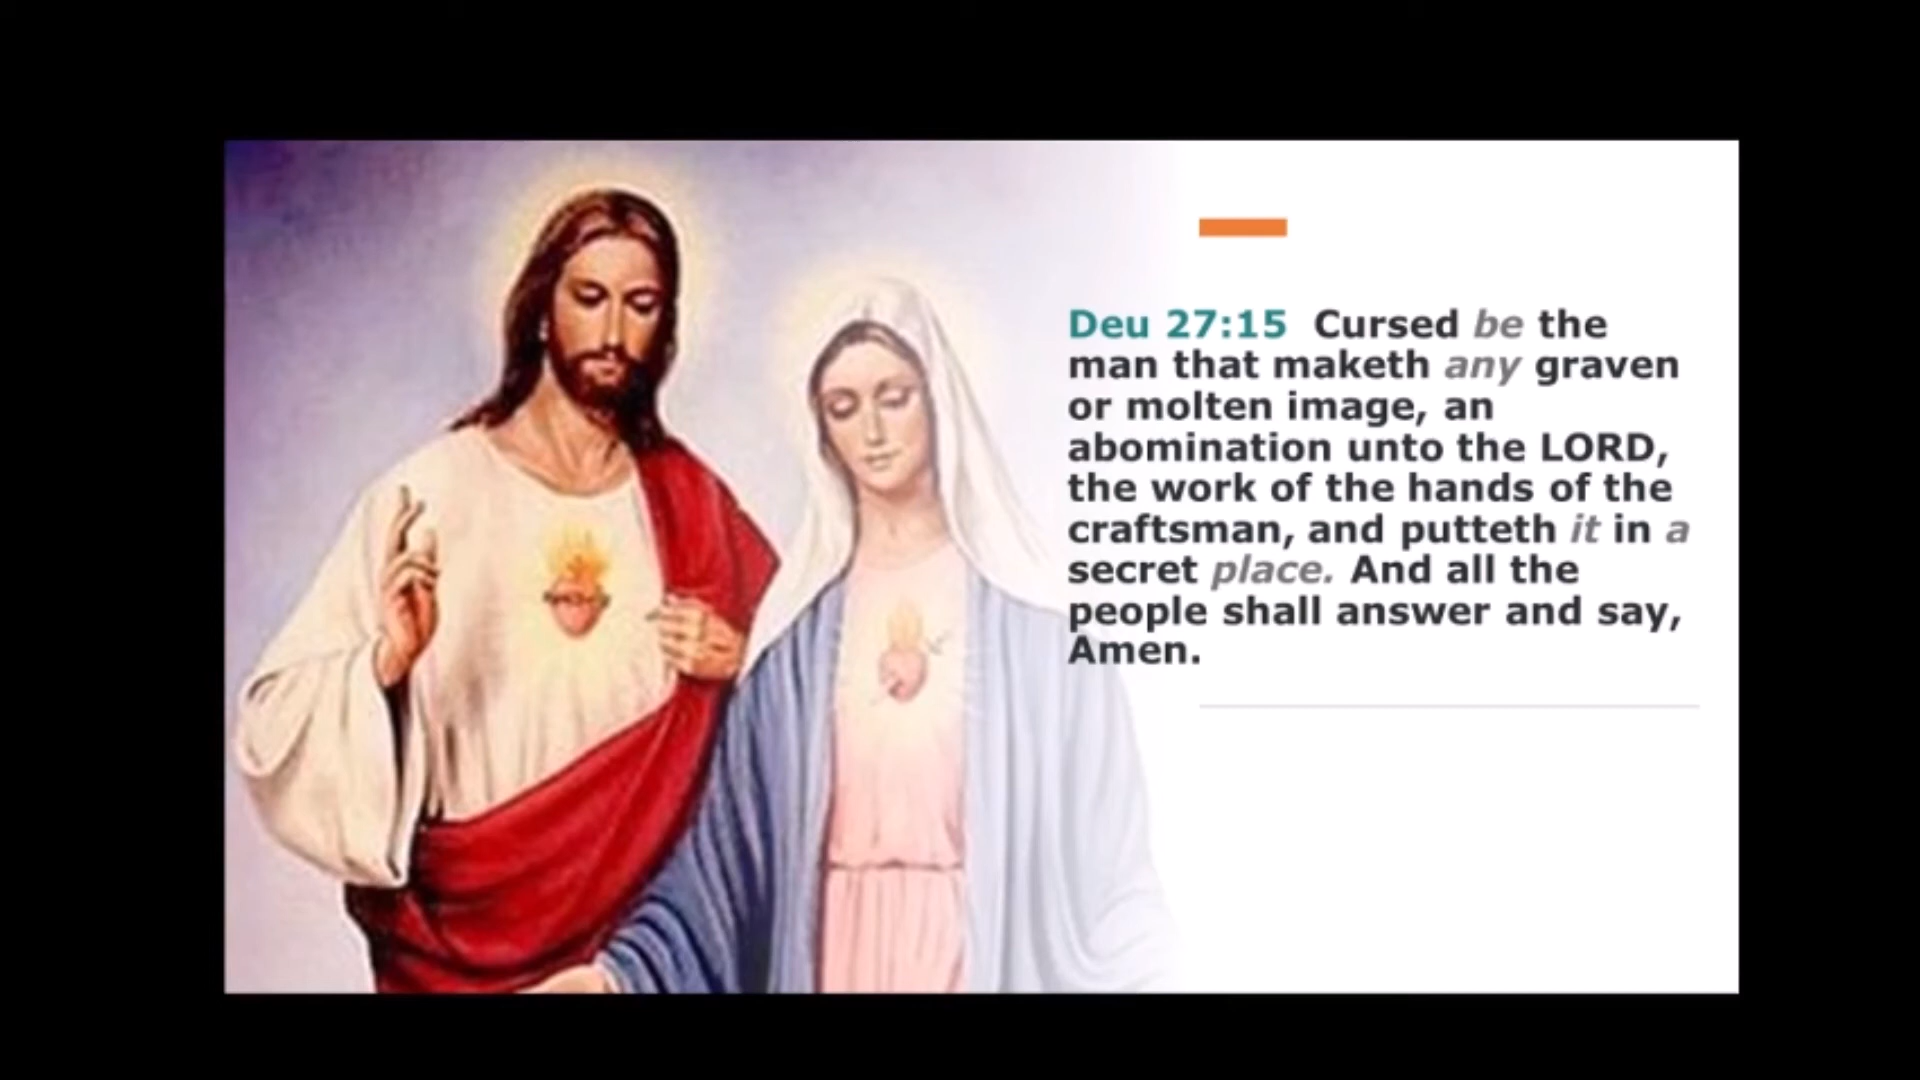 Deu 27:15 Cursed be the
man that maketh any graven
or molten image, an
abomination unto the LORD,
the work of the hands of the
craftsman, and putteth it in a
secret place. And all the
people shall answer and say,
Amen.